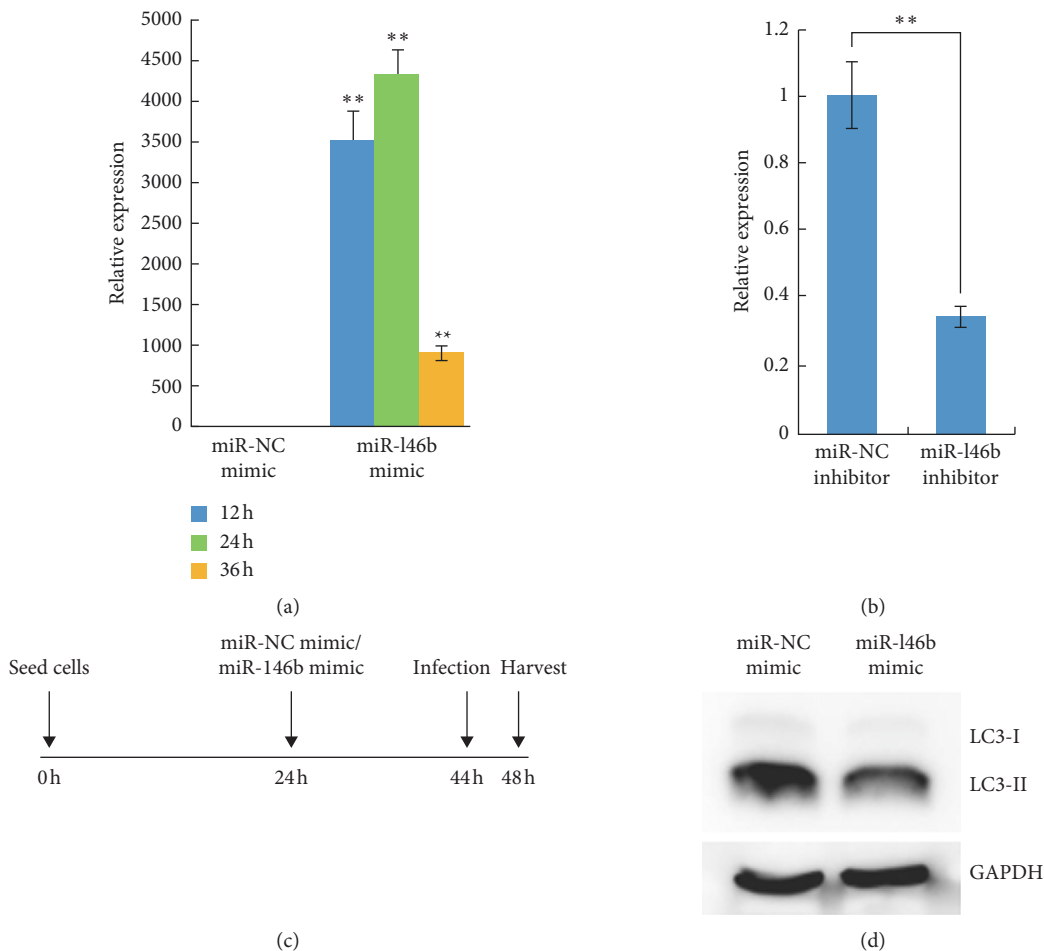 5000
4500
4000
3500
3000
2500
2000
1500
1000
500
0
Relative expression
**
**
**
miR-NC
mimic
miR-l46b
mimic
12 h
24 h
36 h
(a)
1.2
1
0.8
0.6
0.4
0.2
0
Relative expression
**
miR-NC
inhibitor
miR-l46b
inhibitor
(b)
Seed cells
miR-NC mimic/
miR-146b mimic
Infection
Harvest
0 h
24 h
44 h
48 h
(c)
miR-NC
mimic
miR-l46b
mimic
LC3-I
LC3-II
GAPDH
(d)